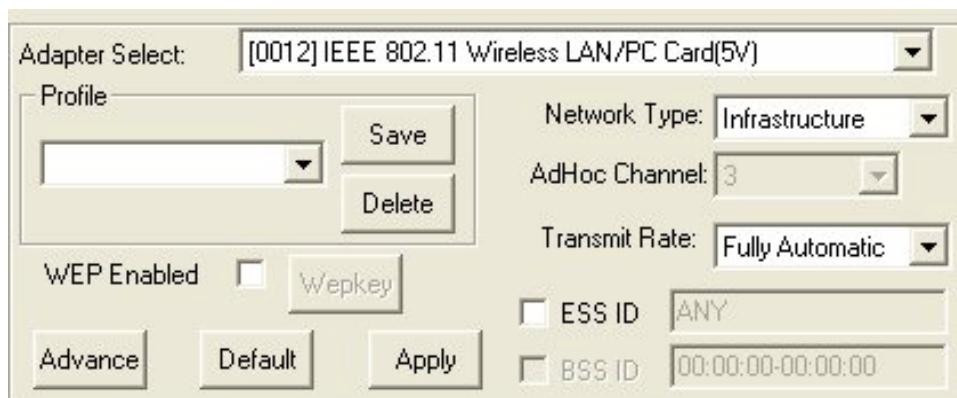 Adapter Select: [0012] IEEE 802.11 Wireless LAN/PC Card(5V)
Profile
Save
Delete
Network Type: Infrastructure
AdHoc Channel: 3
Transmit Rate: Fully Automatic
WEP Enabled Wepkey
ESS ID ANY
BSS ID 00:00:00-00:00:00
Advance Default Apply